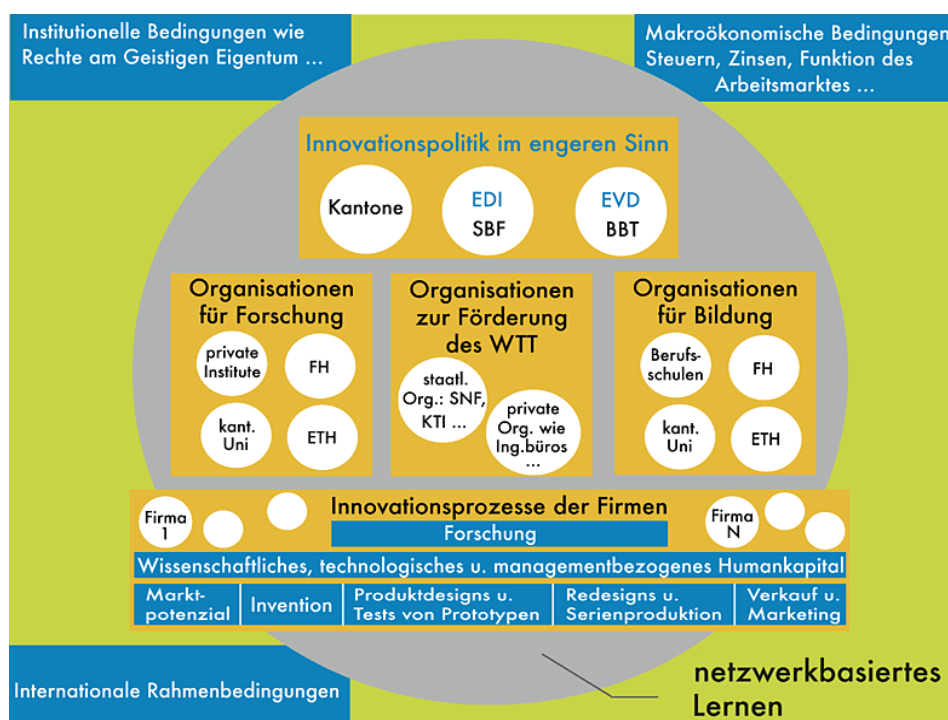 Institutionelle Bedingungen wie
Rechte am Geistigen Eigentum ...
Makroökonomische Bedingungen
Steuern, Zinsen, Funktion des
Arbeitsmarktes ...
Innovationspolitik im engeren Sinn
Kantone
EDI
SBF
EVD
BBT
Organisationen
für Forschung
private
Institute
FH
kant.
Uni
ETH
Organisationen
zur Förderung
des WTT
staatl.
Org.: SNF,
KTI ...
private
Org. wie
Ing.büros
...
Organisationen
für Bildung
Berufs-
schulen
FH
kant.
Uni
ETH
Firma
1
Innovationsprozesse der Firmen
Firma
N
Forschung
Wissenschaftliches, technologisches u. managementbezogenes Humankapital
Markt-
potenzial
Invention
Produktdesigns u.
Tests von Prototypen
Redesigns u.
Serienproduktion
Verkauf u.
Marketing
Internationale Rahmenbedingungen
netzwerkbasiertes
Lernen